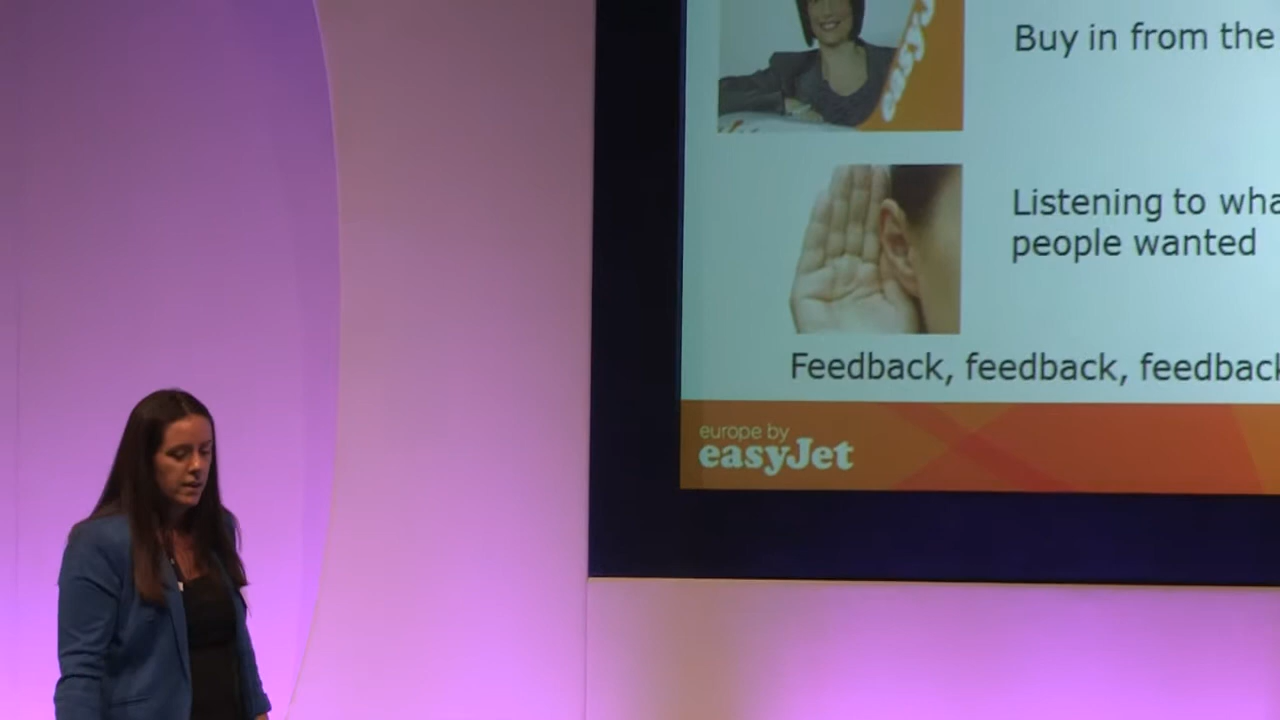 Buy in from the
Listening to wha
people wanted
Feedback, feedback, feedback
europe by
easyJet